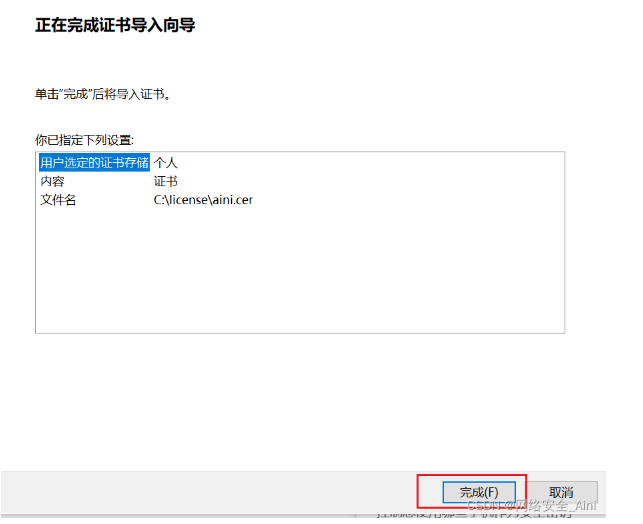 正在完成证书导入向导
单击“完成”后将导入证书。
你已指定下列设置:
用户选定的证书存储 个人
内容 证书
文件名 C:\license\aini.cer
完成(F) 取消
CSDN @网络安全_Aini